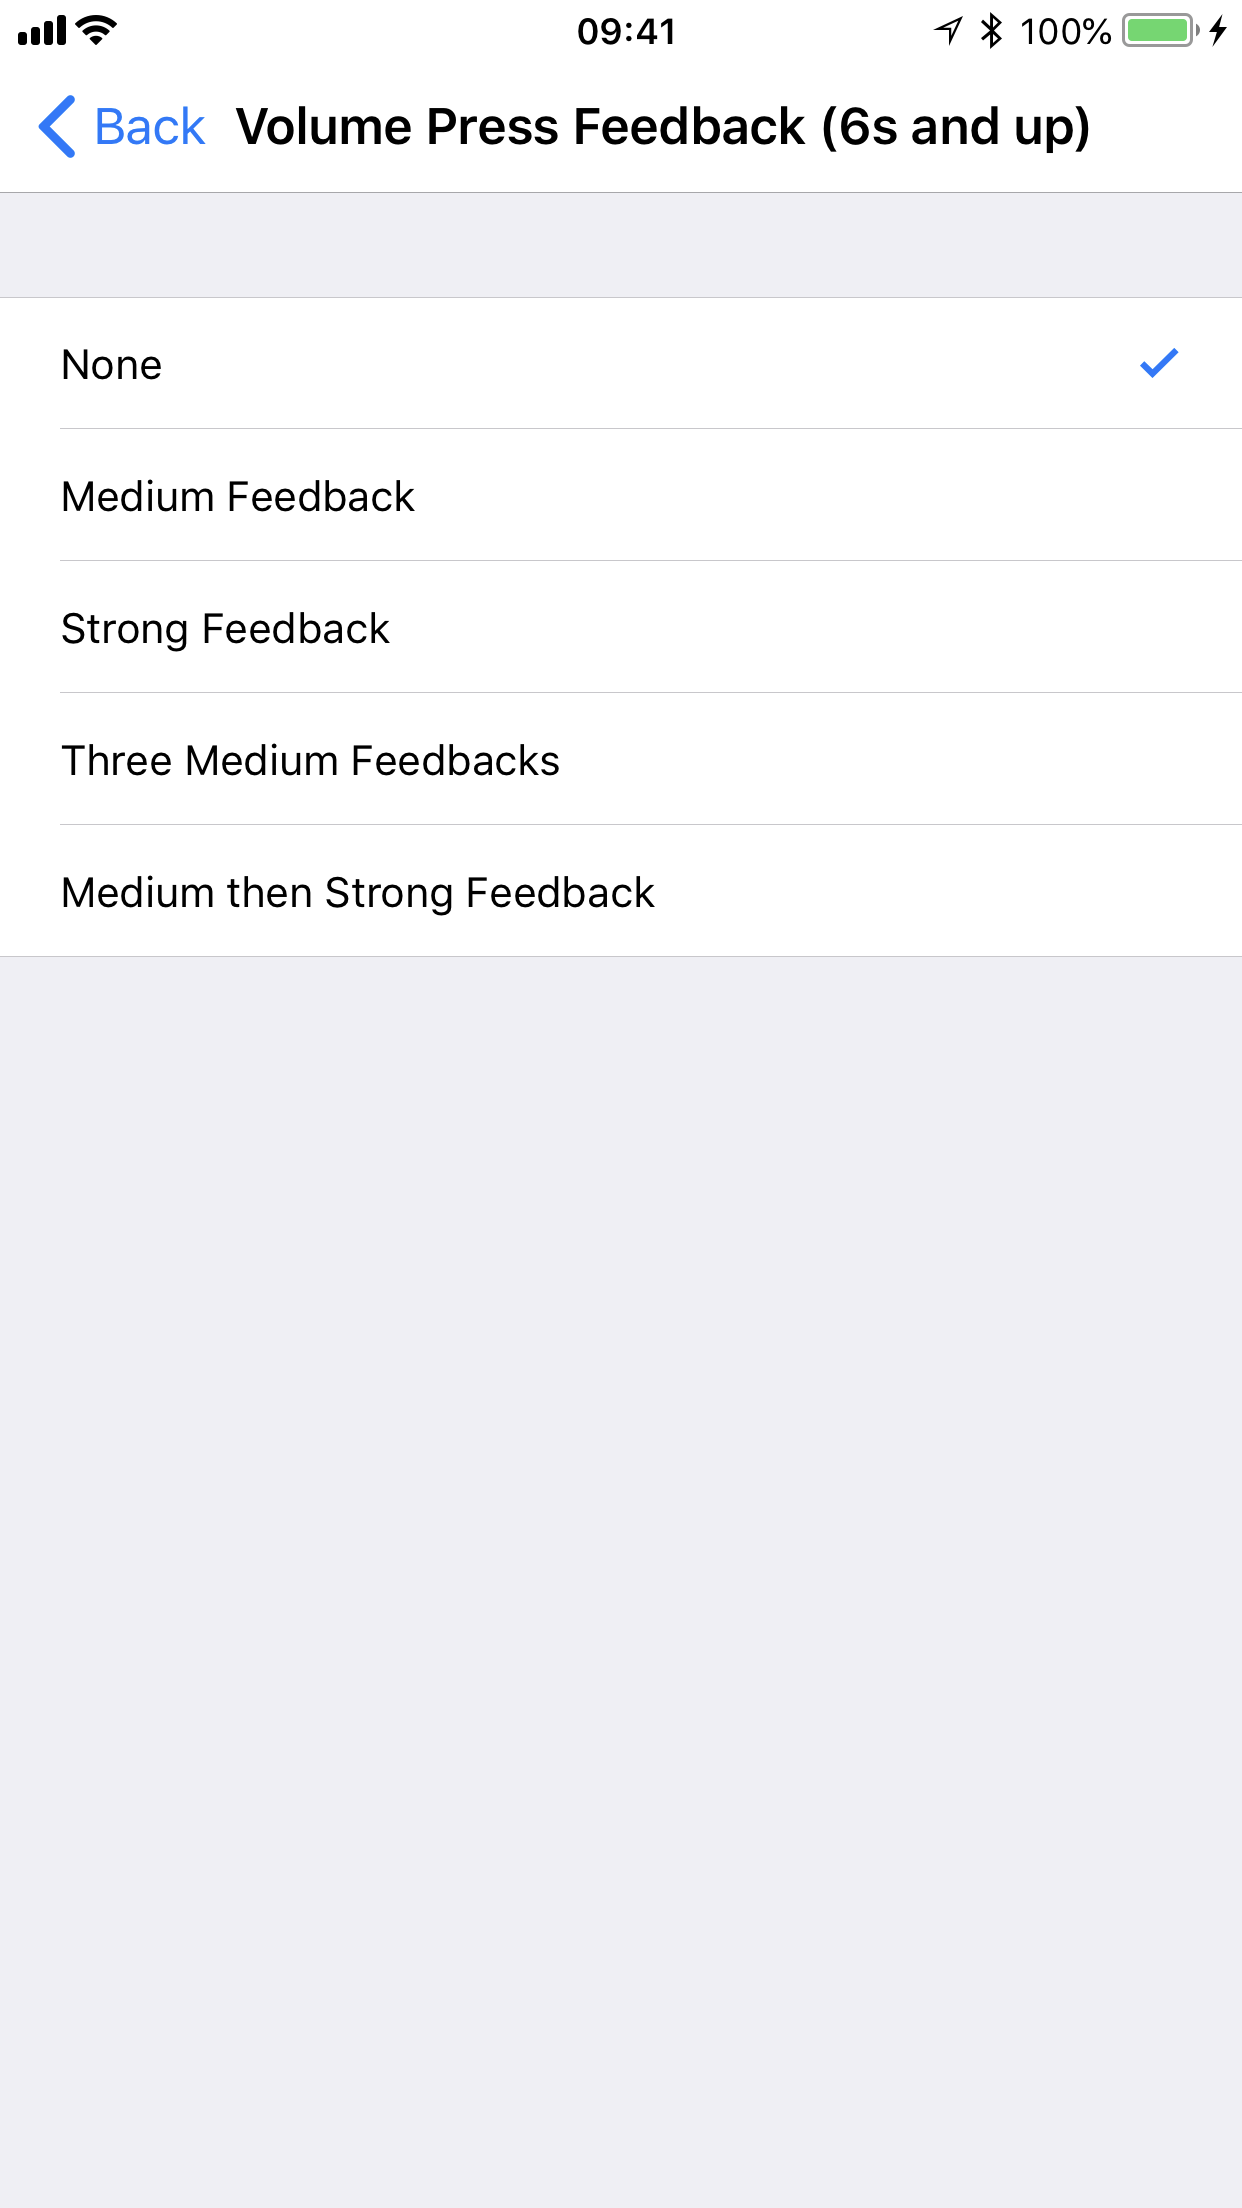 09:41
100%
Back Volume Press Feedback (6s and up)
None
Medium Feedback
Strong Feedback
Three Medium Feedbacks
Medium then Strong Feedback